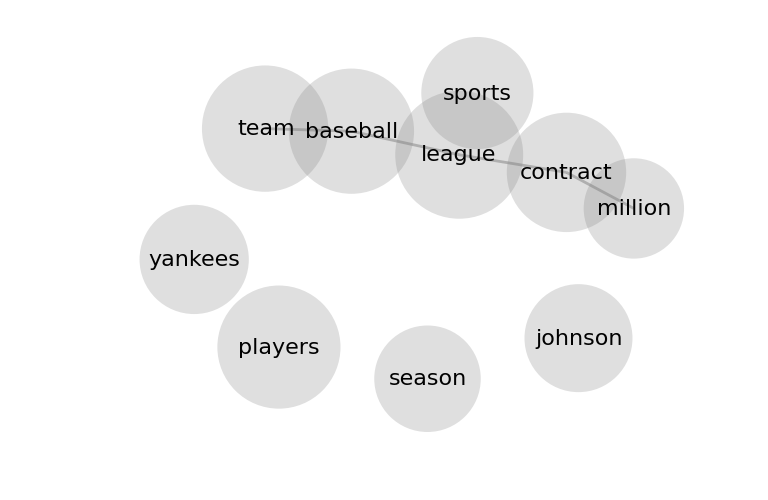 sports
team
baseball
league
contract
million
yankees
players
johnson
season